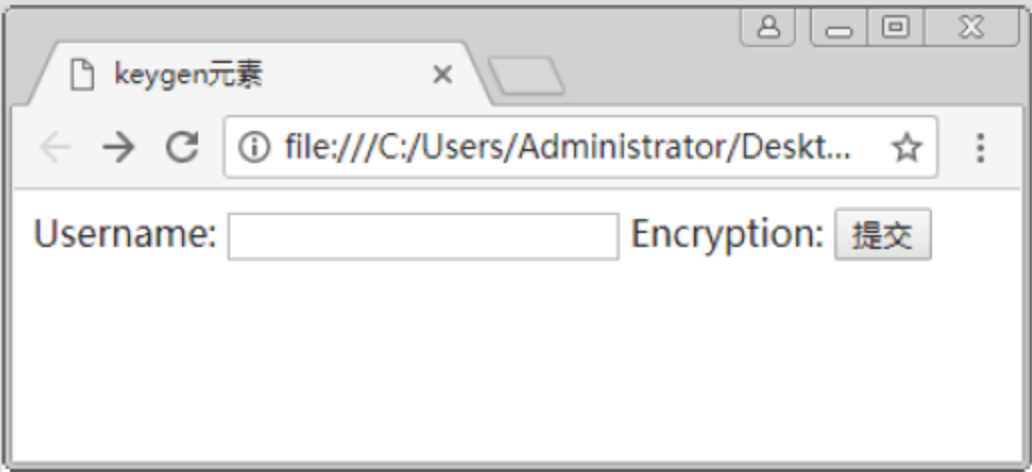 keygen元素
file:///C:/Users/Administrator/Deskt...
Username: Encryption: 提交